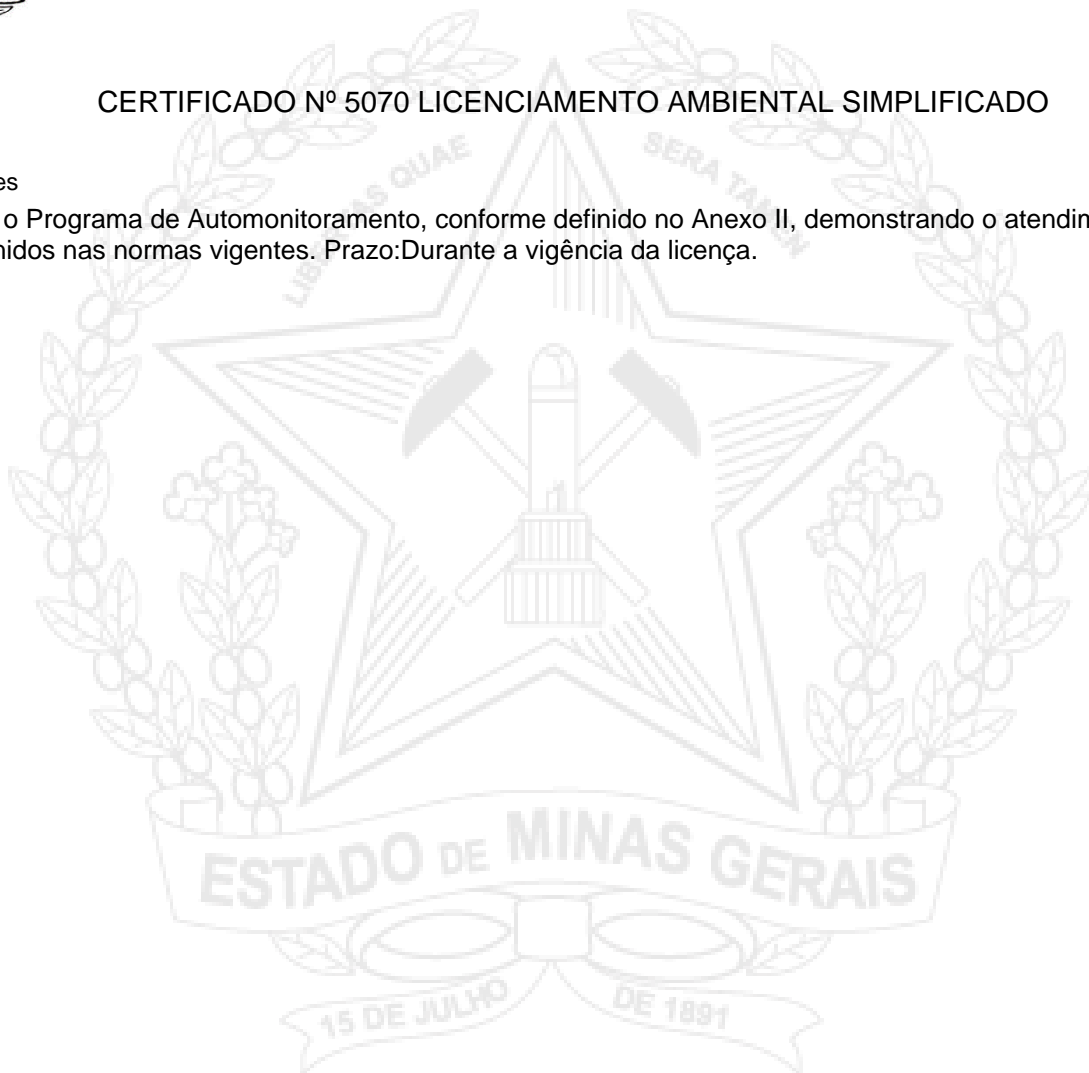 CERTIFICADO Nº 5070 LICENCIAMENTO AMBIENTAL SIMPLIFICADO
es
o Programa de Automonitoramento, conforme definido no Anexo II, demonstrando o atendin
nidos nas normas vigentes. Prazo:Durante a vigência da licença.
LIBERTAS QUAE SERA TAMEN
ESTADO DE MINAS GERAIS
15 DE JULHO DE 1891